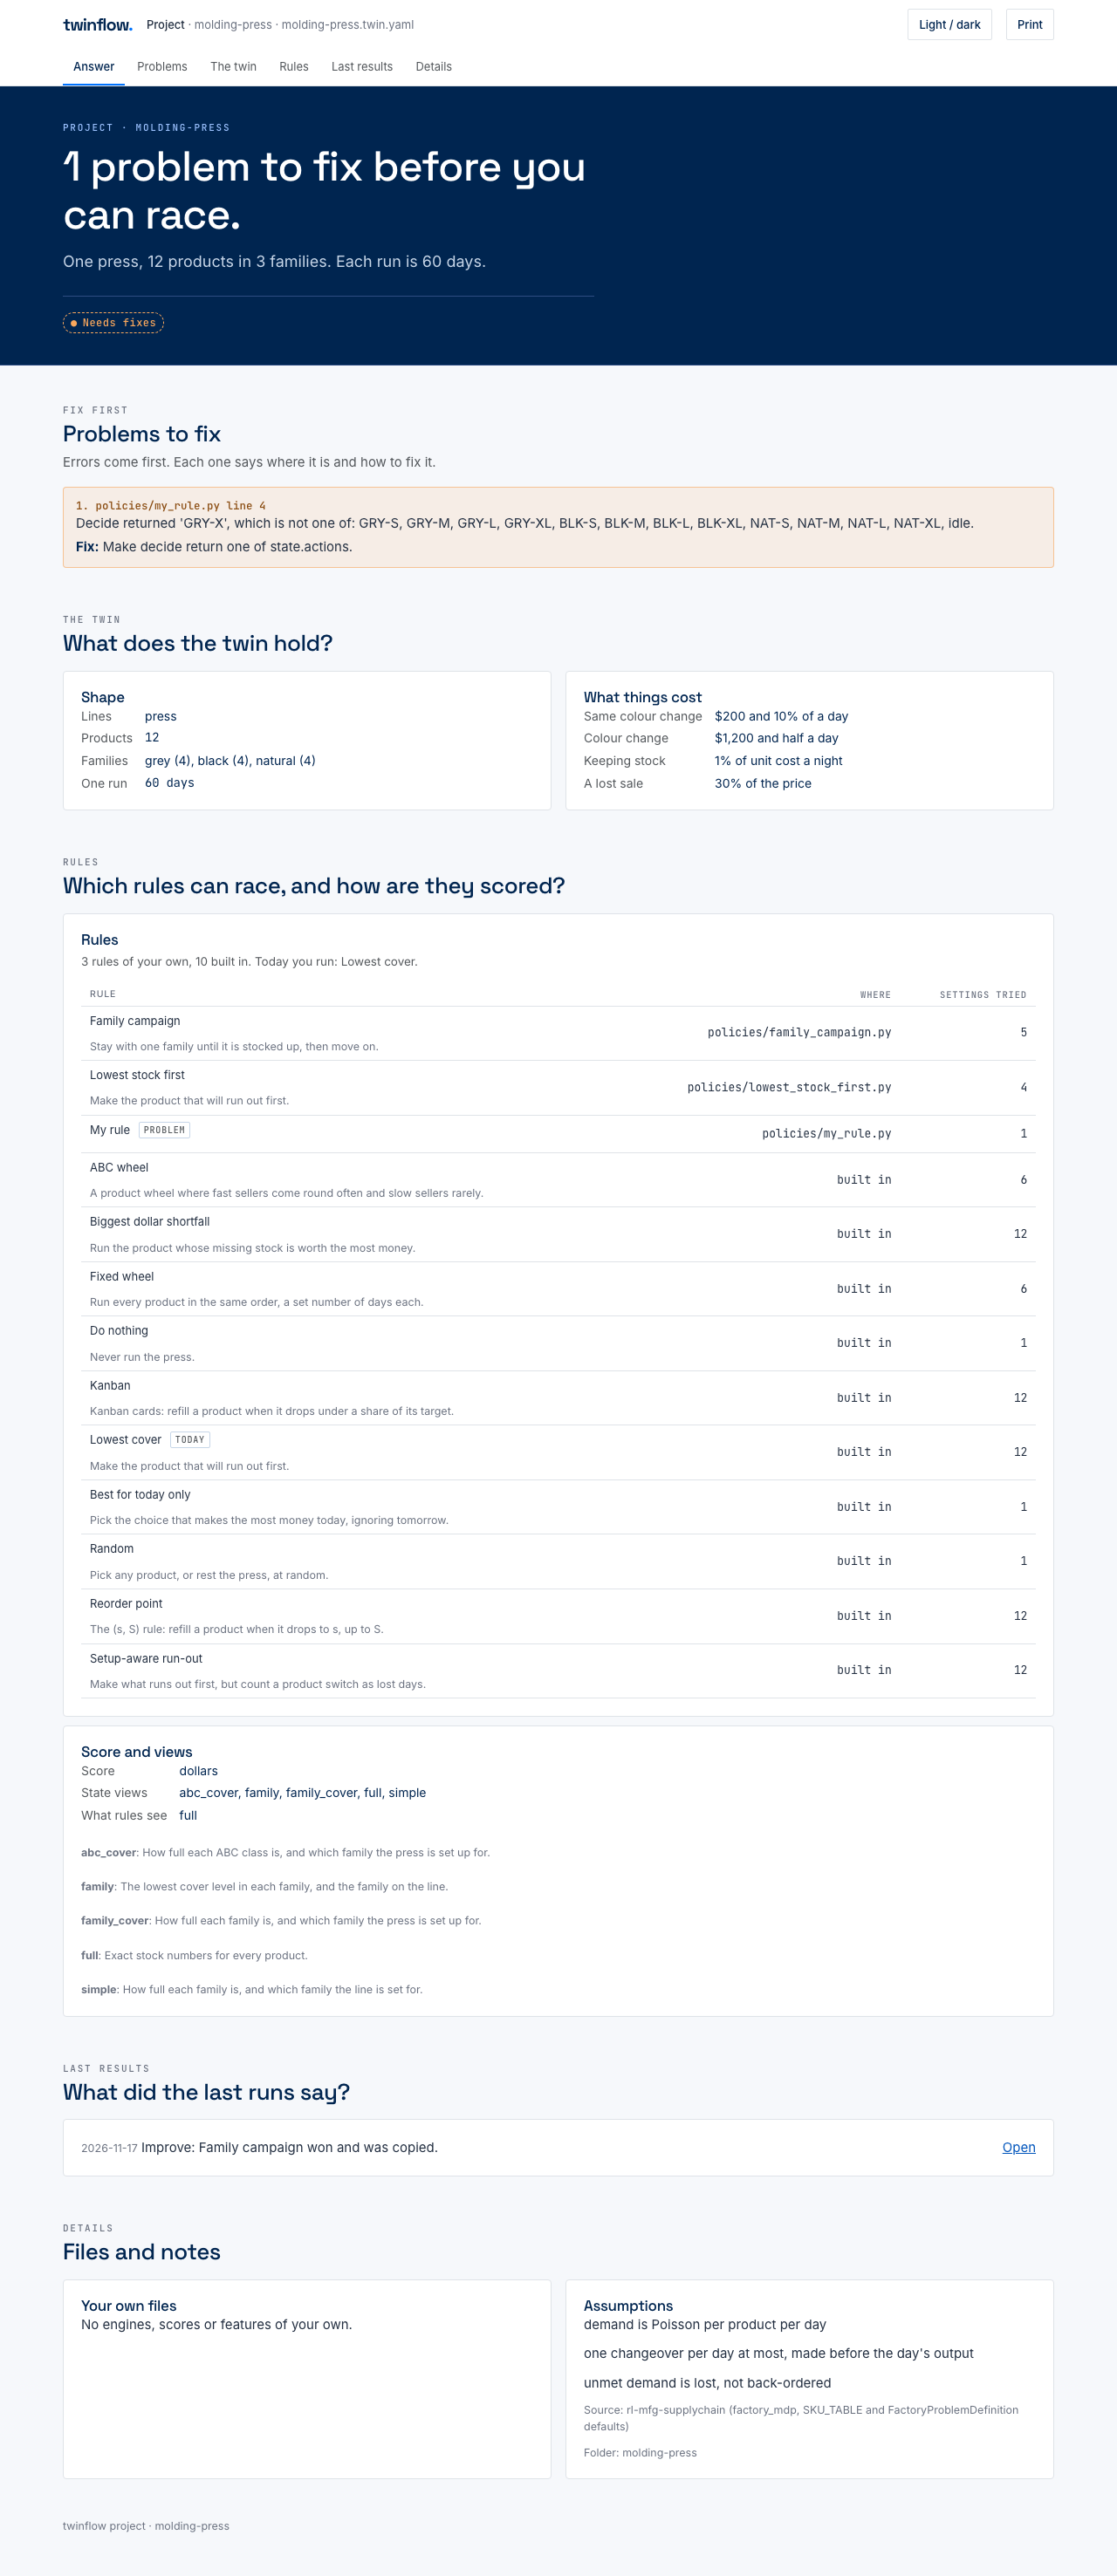 twinflow. Project · molding-press · molding-press.twin.yaml Light / dark Print
Answer Problems The twin Rules Last results Details
PROJECT · MOLDING-PRESS
1 problem to fix before you
can race.
One press, 12 products in 3 families. Each run is 60 days.
Needs fixes
FIX FIRST
Problems to fix
Errors come first. Each one says where it is and how to fix it.
1. policies/my_rule.py line 4
Decide returned 'GRY-X', which is not one of: GRY-S, GRY-M, GRY-L, GRY-XL, BLK-S, BLK-M, BLK-L, BLK-XL, NAT-S, NAT-M, NAT-L, NAT-XL, idle.
Fix: Make decide return one of state.actions.
THE TWIN
What does the twin hold?
Shape
Lines press
Products 12
Families grey (4), black (4), natural (4)
One run 60 days
What things cost
Same colour change $200 and 10% of a day
Colour change $1,200 and half a day
Keeping stock 1% of unit cost a night
A lost sale 30% of the price
RULES
Which rules can race, and how are they scored?
Rules
3 rules of your own, 10 built in. Today you run: Lowest cover.
RULE WHERE SETTINGS TRIED
Family campaign policies/family_campaign.py 5
Stay with one family until it is stocked up, then move on.
Lowest stock first policies/lowest_stock_first.py 4
Make the product that will run out first.
My rule PROBLEM policies/my_rule.py 1
ABC wheel built in 6
A product wheel where fast sellers come round often and slow sellers rarely.
Biggest dollar shortfall built in 12
Run the product whose missing stock is worth the most money.
Fixed wheel built in 6
Run every product in the same order, a set number of days each.
Do nothing built in 1
Never run the press.
Kanban built in 12
Kanban cards: refill a product when it drops under a share of its target.
Lowest cover TODAY built in 12
Make the product that will run out first.
Best for today only built in 1
Pick the choice that makes the most money today, ignoring tomorrow.
Random built in 1
Pick any product, or rest the press, at random.
Reorder point built in 12
The (s, S) rule: refill a product when it drops to s, up to S.
Setup-aware run-out built in 12
Make what runs out first, but count a product switch as lost days.
Score and views
Score dollars
State views abc_cover, family, family_cover, full, simple
What rules see full
abc_cover: How full each ABC class is, and which family the press is set up for.
family: The lowest cover level in each family, and the family on the line.
family_cover: How full each family is, and which family the press is set up for.
full: Exact stock numbers for every product.
simple: How full each family is, and which family the line is set for.
LAST RESULTS
What did the last runs say?
2026-11-17 Improve: Family campaign won and was copied. Open
DETAILS
Files and notes
Your own files
No engines, scores or features of your own.
Assumptions
demand is Poisson per product per day
one changeover per day at most, made before the day's output
unmet demand is lost, not back-ordered
Source: rl-mfg-supplychain (factory_mdp, SKU_TABLE and FactoryProblemDefinition
defaults)
Folder: molding-press
twinflow project · molding-press